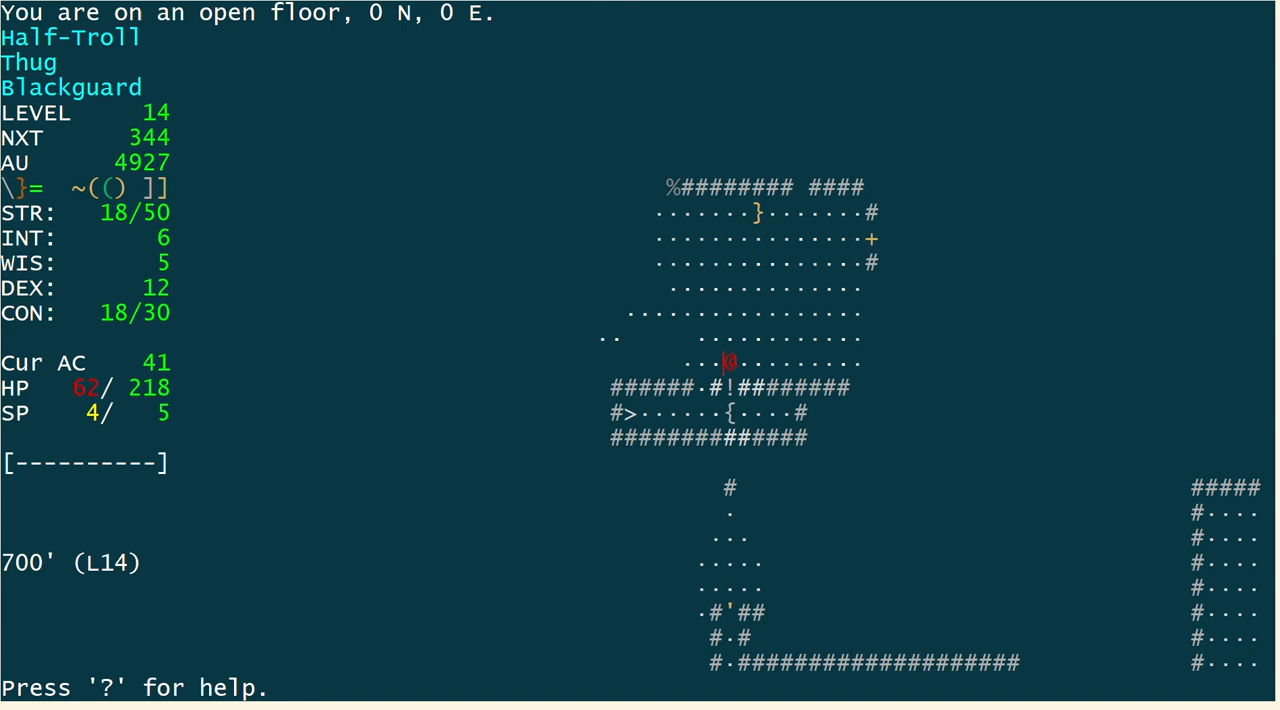 You are on an open floor, 0 N, 0 E.
Half-Troll
Thug
Blackguard
LEVEL 14
NXT 344
AU 4927
\}= ~(() ]] %######## ####
STR: 18/50 .......}.......#
INT: 6 ...............+
WIS: 5 ...............#
DEX: 12 ..............
CON: 18/30 .................
.. ............
Cur AC 41 ...@.........
HP 62/ 218 ######.#!########
SP 4/ 5 #>......{....#
##############
[----------]
# #####
. #....
... #....
700' (L14) ..... #....
..... #....
.#'## #....
#.# #....
#.#################### #....
Press '?' for help.